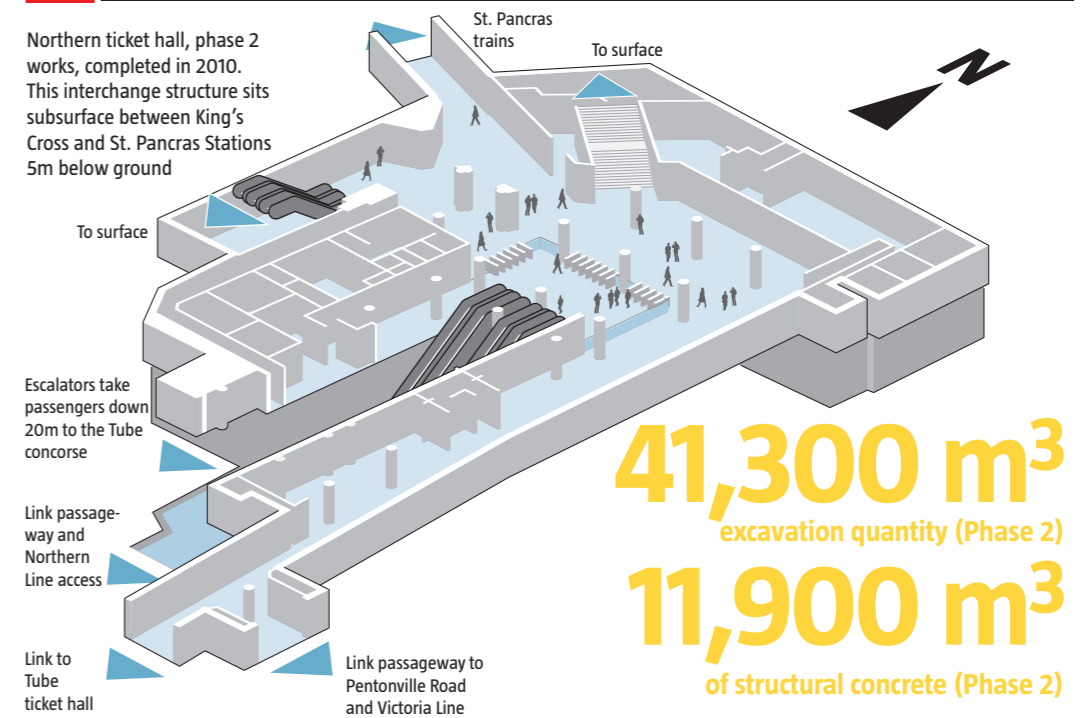 Northern ticket hall, phase 2
works, completed in 2010.
This interchange structure sits
subsurface between King's
Cross and St. Pancras Stations
5m below ground
St. Pancras
trains
To surface
N
To surface
Escalators take
passengers down
20m to the Tube
concorse
Link passage-
way and
Northern
Line access
Link to
Tube
ticket hall
Link passageway to
Pentonville Road
and Victoria Line
41,300 m³
excavation quantity (Phase 2)
11,900 m³
of structural concrete (Phase 2)